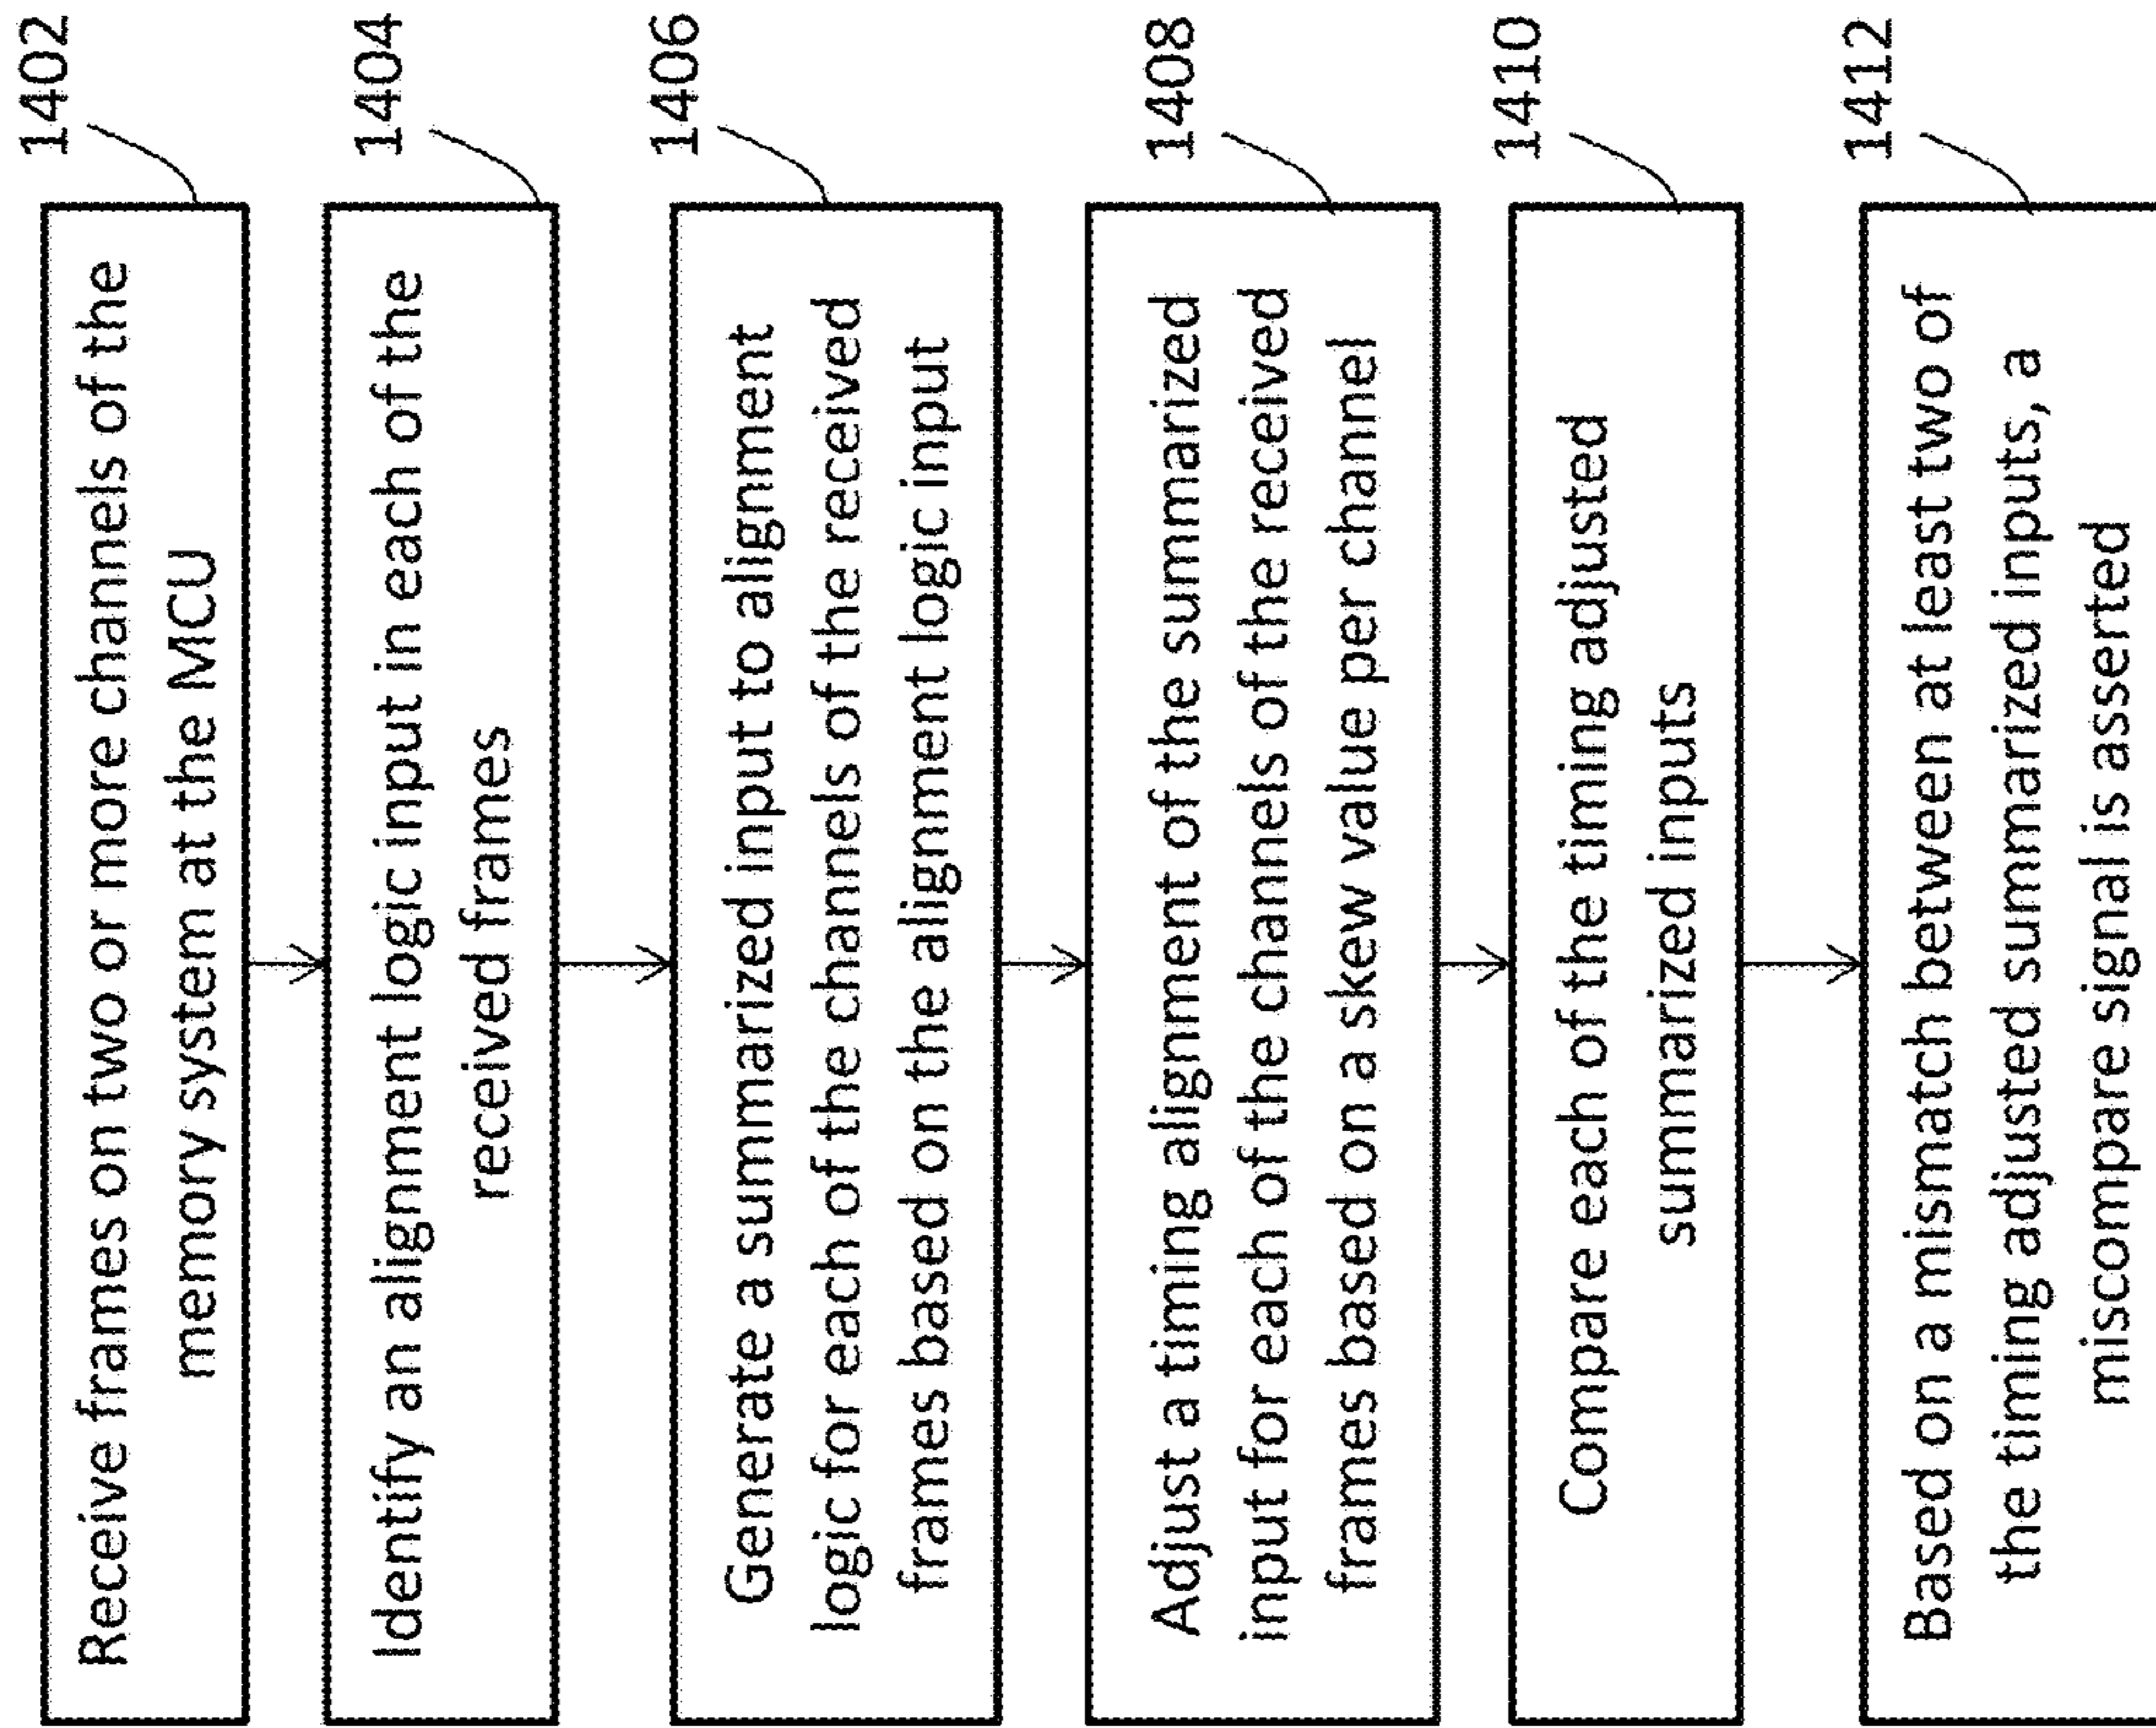 1402
Receive frames on two or more channels of the
memory system at the MCU
1404
Identify an alignment logic input in each of the
received frames
1406
Generate a summarized input to alignment
logic for each of the channels of the received
frames based on the alignment logic input
1408
Adjust a timing alignment of the summarized
input for each of the channels of the received
frames based on a skew value per channel
1410
Compare each of the timing adjusted
summarized inputs
1412
Based on a mismatch between at least two of
the timing adjusted summarized inputs, a
miscompare signal is asserted